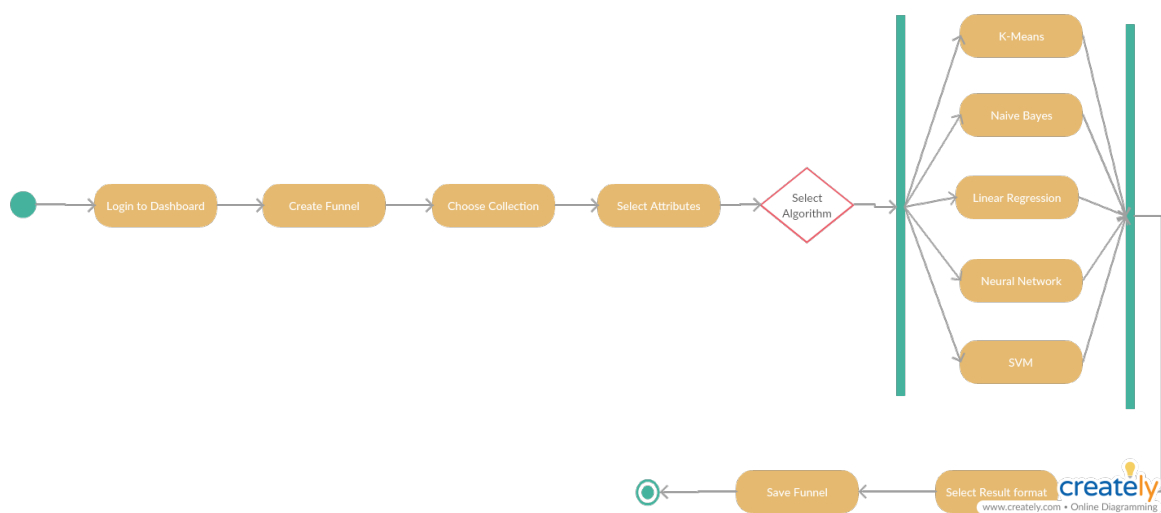 K-Means
Naive Bayes
Login to Dashboard
Create Funnel
Choose Collection
Select Attributes
Select
Algorithm
Linear Regression
Neural Network
SVM
Save Funnel
Select Result format
creately
www.creately.com • Online Diagramming